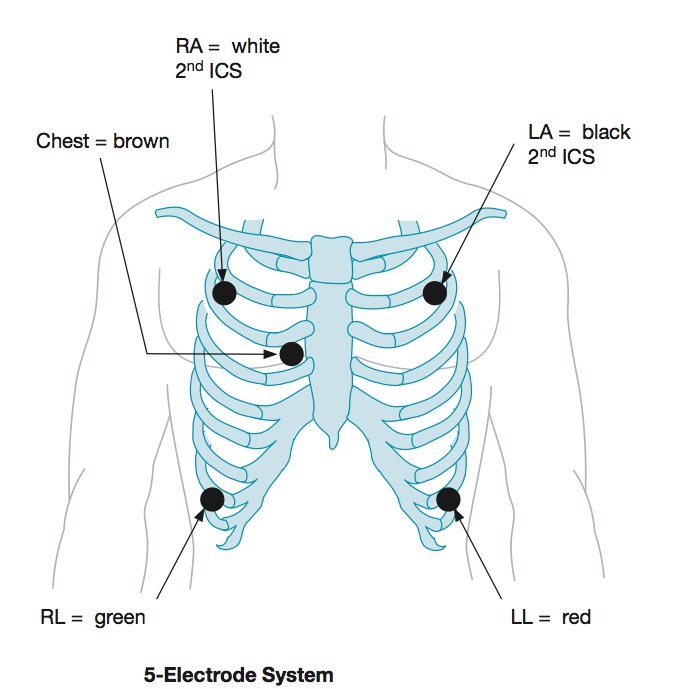 RA = white
2nd ICS
Chest = brown
LA = black
2nd ICS
RL = green
LL = red
5-Electrode System